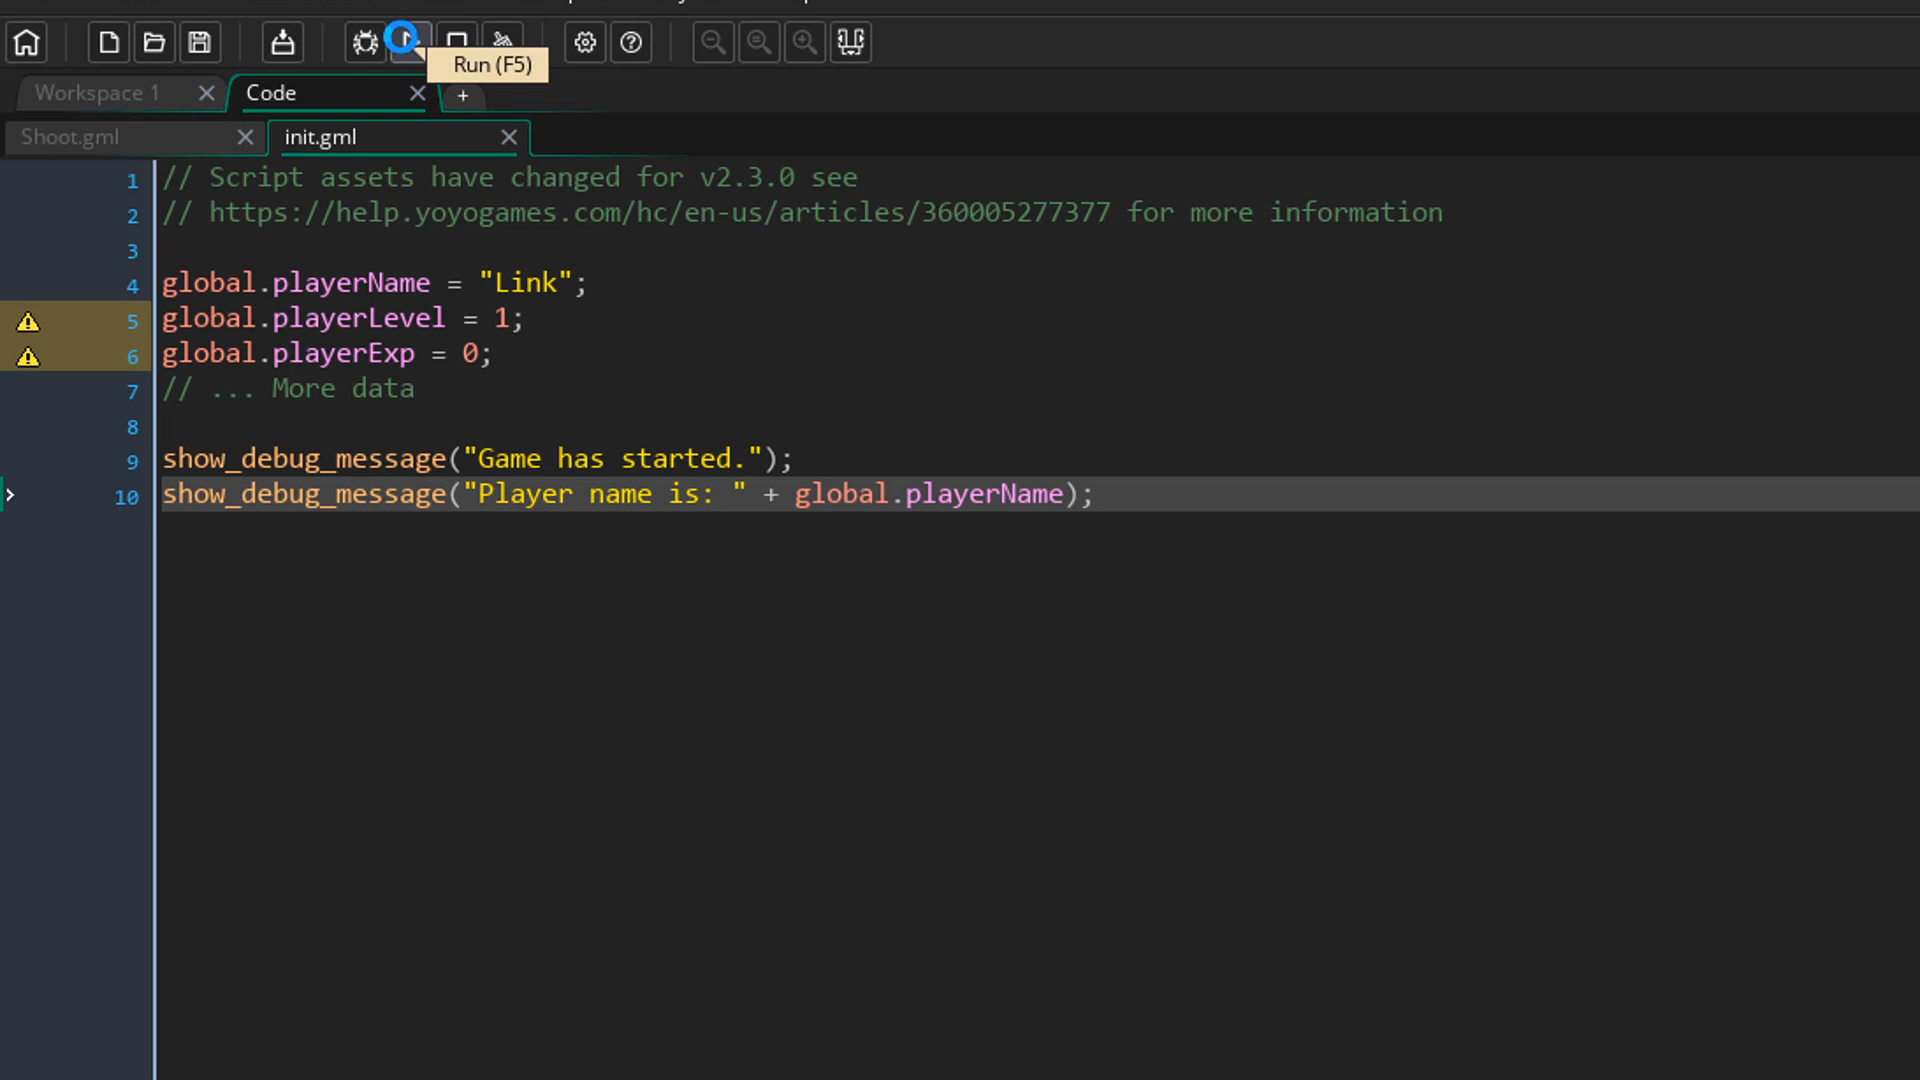 Run (F5)
Workspace 1
Code
+
Shoot.gml
init.gml
1 // Script assets have changed for v2.3.0 see
2 // https://help.yoyogames.com/hc/en-us/articles/360005277377 for more information
3
4 global.playerName = "Link";
5 global.playerLevel = 1;
6 global.playerExp = 0;
7 // ... More data
8
9 show_debug_message("Game has started.");
10 show_debug_message("Player name is: " + global.playerName);